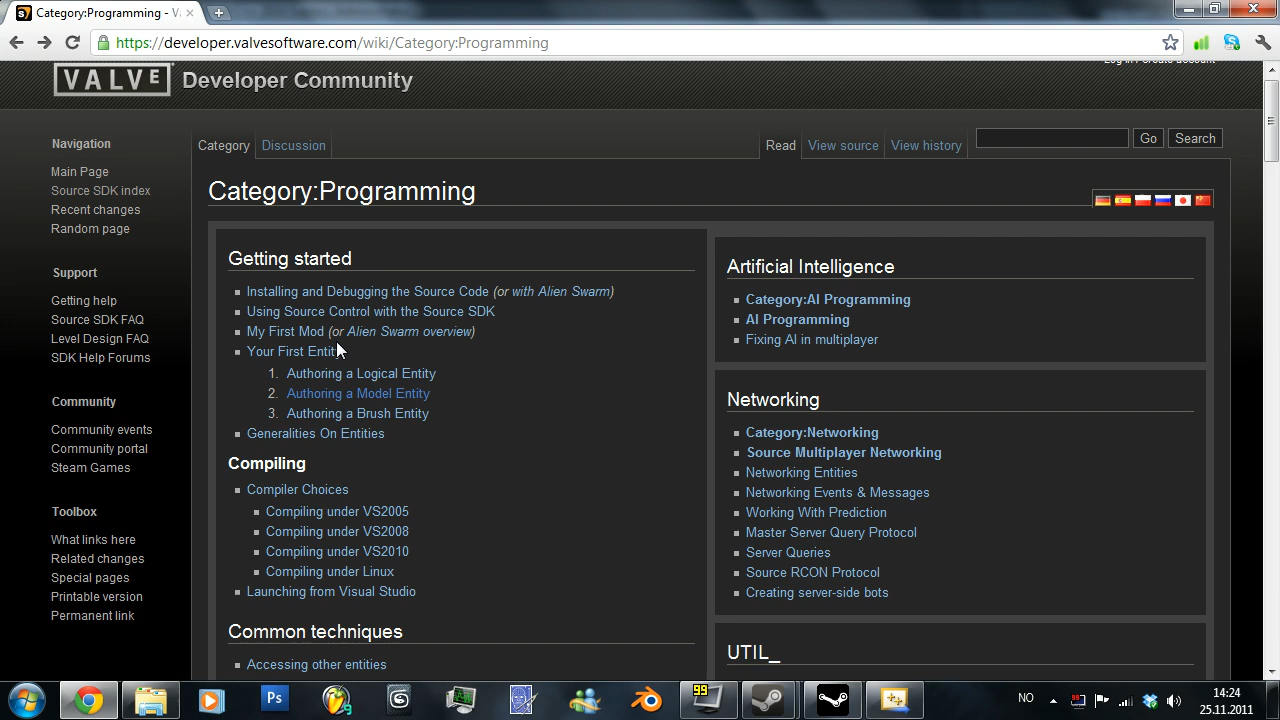 Category:Programming - V
https://developer.valvesoftware.com/wiki/Category:Programming
VALVE Developer Community
Log in / create account
Navigation
Main Page
Source SDK index
Recent changes
Random page
Support
Getting help
Source SDK FAQ
Level Design FAQ
SDK Help Forums
Community
Community events
Community portal
Steam Games
Toolbox
What links here
Related changes
Special pages
Printable version
Permanent link
Category Discussion Read View source View history Go Search
Category:Programming
Getting started
Installing and Debugging the Source Code (or with Alien Swarm)
Using Source Control with the Source SDK
My First Mod (or Alien Swarm overview)
Your First Entit
1. Authoring a Logical Entity
2. Authoring a Model Entity
3. Authoring a Brush Entity
Generalities On Entities
Compiling
Compiler Choices
Compiling under VS2005
Compiling under VS2008
Compiling under VS2010
Compiling under Linux
Launching from Visual Studio
Common techniques
Accessing other entities
Artificial Intelligence
Category:AI Programming
AI Programming
Fixing AI in multiplayer
Networking
Category:Networking
Source Multiplayer Networking
Networking Entities
Networking Events & Messages
Working With Prediction
Master Server Query Protocol
Server Queries
Source RCON Protocol
Creating server-side bots
UTIL_
Ps
99
NO
14:24
25.11.2011